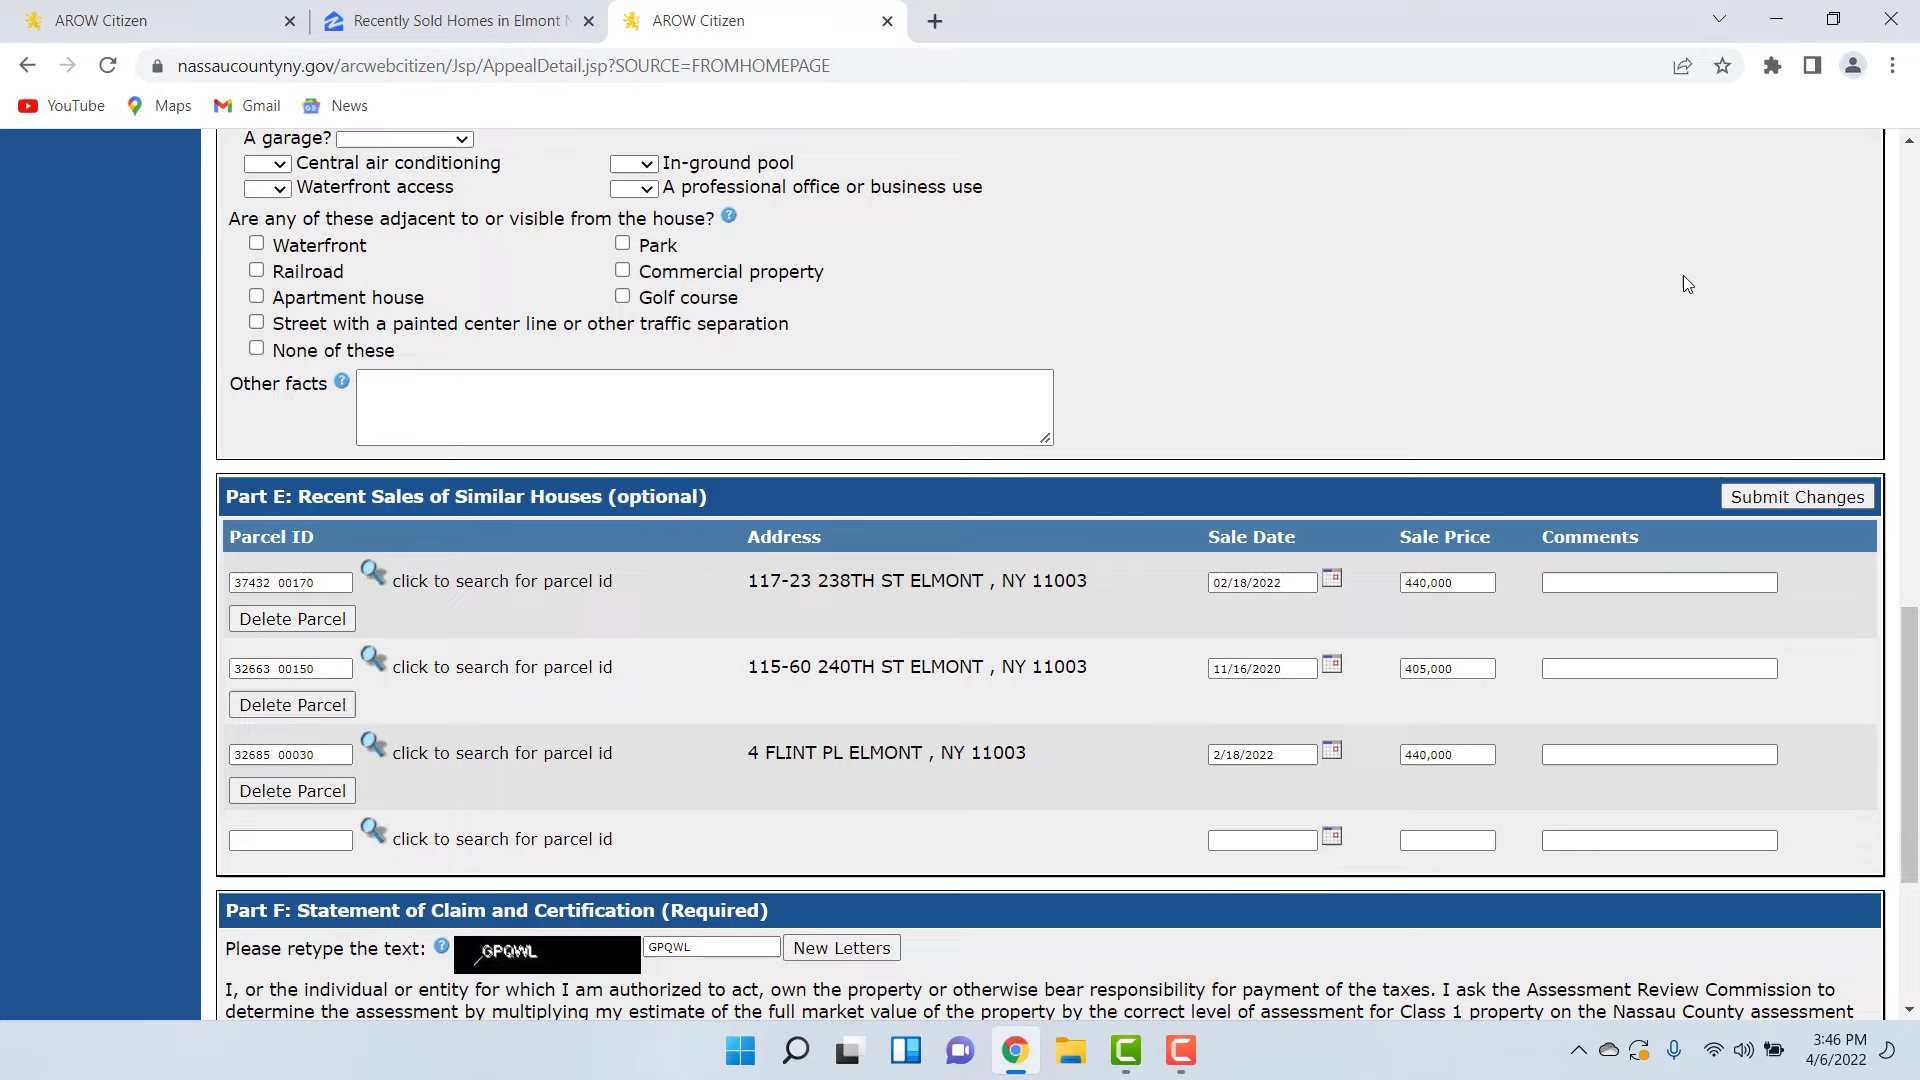 AROW Citizen
Recently Sold Homes in Elmont N
AROW Citizen
nassaucountyny.gov/arcwebcitizen/Jsp/AppealDetail.jsp?SOURCE=FROMHOMEPAGE
YouTube Maps Gmail News
A garage?
Central air conditioning In-ground pool
Waterfront access A professional office or business use
Are any of these adjacent to or visible from the house? ?
Waterfront Park
Railroad Commercial property
Apartment house Golf course
Street with a painted center line or other traffic separation
None of these
Other facts ?
Part E: Recent Sales of Similar Houses (optional) Submit Changes
Parcel ID Address Sale Date Sale Price Comments
37432 00170 click to search for parcel id 117-23 238TH ST ELMONT , NY 11003 02/18/2022 440,000
Delete Parcel
32663 00150 click to search for parcel id 115-60 240TH ST ELMONT , NY 11003 11/16/2020 405,000
Delete Parcel
32685 00030 click to search for parcel id 4 FLINT PL ELMONT , NY 11003 2/18/2022 440,000
Delete Parcel
click to search for parcel id
Part F: Statement of Claim and Certification (Required)
Please retype the text: ? GPQWL GPQWL New Letters
I, or the individual or entity for which I am authorized to act, own the property or otherwise bear responsibility for payment of the taxes. I ask the Assessment Review Commission to
determine the assessment by multiplying my estimate of the full market value of the property by the correct level of assessment for Class 1 property on the Nassau County assessment
3:46 PM
4/6/2022